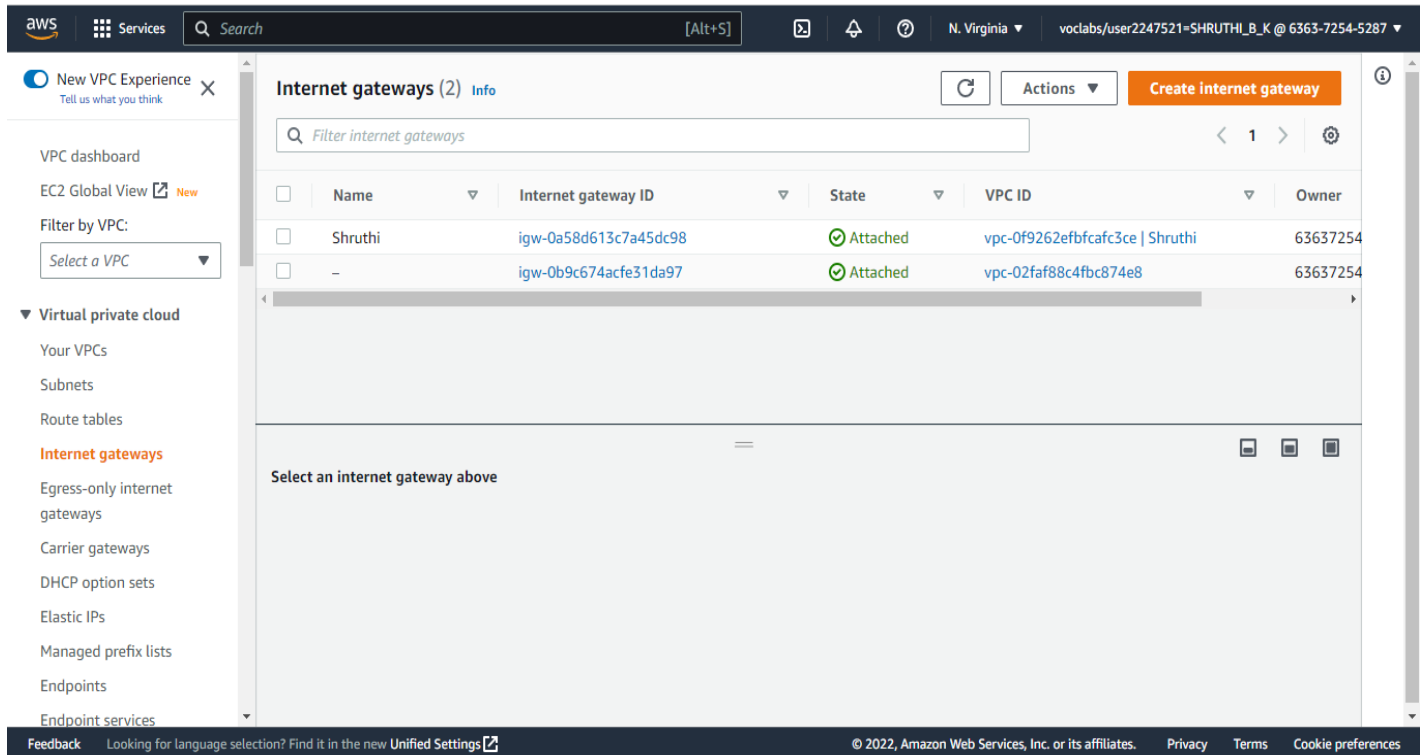 aws
Services
Search [Alt+S]
N. Virginia
voclabs/user2247521=SHRUTHI_B_K @ 6363-7254-5287
New VPC Experience
Tell us what you think
VPC dashboard
EC2 Global View New
Filter by VPC:
Select a VPC
Virtual private cloud
Your VPCs
Subnets
Route tables
Internet gateways
Egress-only internet
gateways
Carrier gateways
DHCP option sets
Elastic IPs
Managed prefix lists
Endpoints
Endpoint services
Internet gateways (2) Info
Actions
Create internet gateway
Filter internet gateways
1
Name Internet gateway ID State VPC ID Owner
Shruthi igw-0a58d613c7a45dc98 Attached vpc-0f9262efbfcafc3ce | Shruthi 63637254
– igw-0b9c674acfe31da97 Attached vpc-02faf88c4fbc874e8 63637254
Select an internet gateway above
Feedback Looking for language selection? Find it in the new Unified Settings © 2022, Amazon Web Services, Inc. or its affiliates. Privacy Terms Cookie preferences